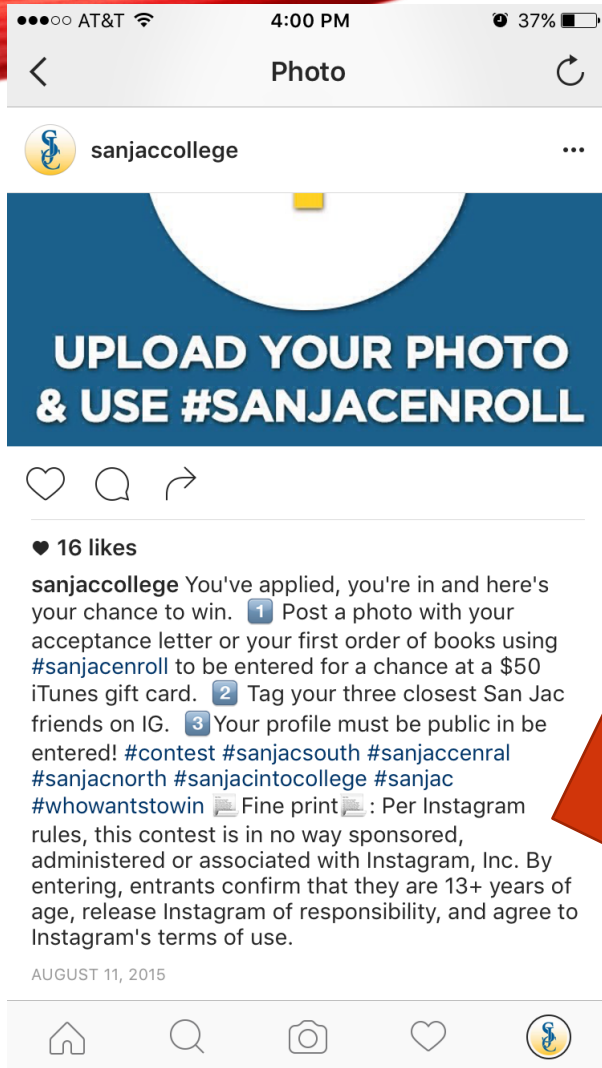 ●●●○○ AT&T 4:00 PM 37%
Photo
sanjaccollege
UPLOAD YOUR PHOTO
& USE #SANJACENROLL
16 likes
sanjaccollege You've applied, you're in and here's
your chance to win. 1️⃣ Post a photo with your
acceptance letter or your first order of books using
#sanjacenroll to be entered for a chance at a $50
iTunes gift card. 2️⃣ Tag your three closest San Jac
friends on IG. 3️⃣Your profile must be public in be
entered! #contest #sanjacsouth #sanjaccenral
#sanjacnorth #sanjacintocollege #sanjac
#whowantstowin Fine print: Per Instagram
rules, this contest is in no way sponsored,
administered or associated with Instagram, Inc. By
entering, entrants confirm that they are 13+ years of
age, release Instagram of responsibility, and agree to
Instagram's terms of use.
AUGUST 11, 2015